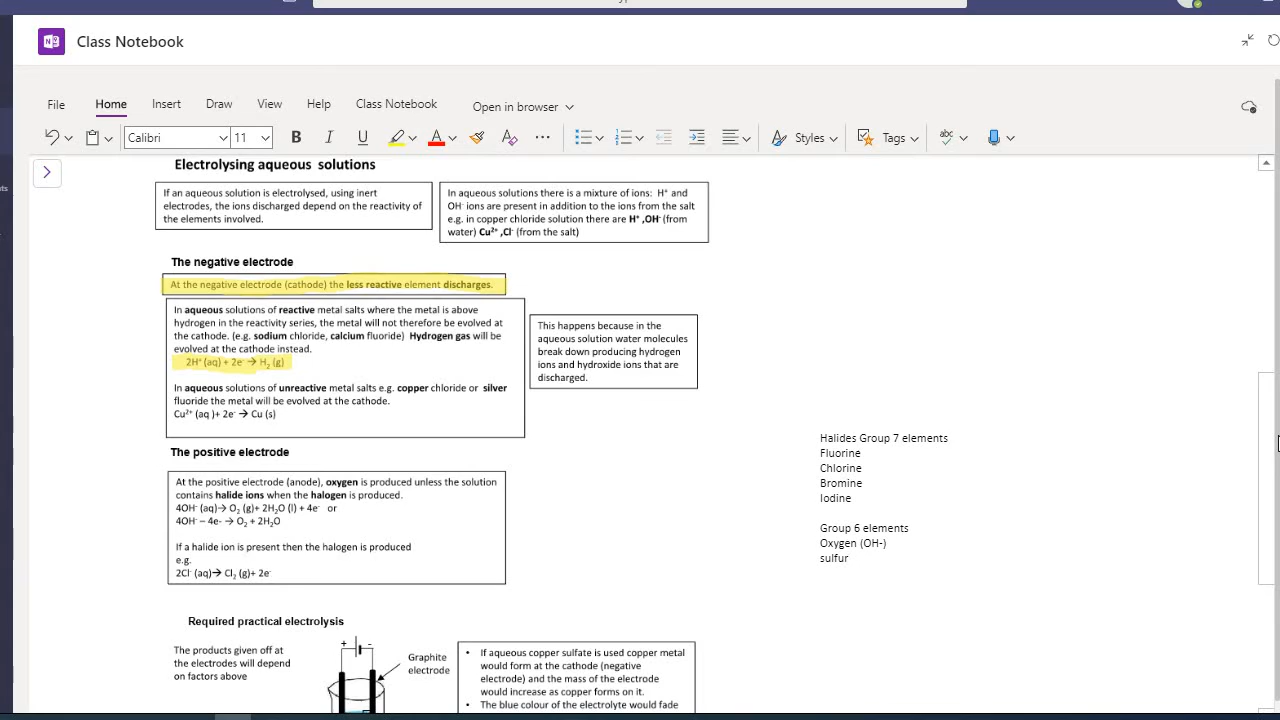 Class Notebook
File Home Insert Draw View Help Class Notebook Open in browser
Calibri 11 B I U A Styles Tags abc
Electrolysing aqueous solutions
If an aqueous solution is electrolysed, using inert
electrodes, the ions discharged depend on the reactivity of
the elements involved.
In aqueous solutions there is a mixture of ions: H⁺ and
OH⁻ ions are present in addition to the ions from the salt
e.g. in copper chloride solution there are H⁺ ,OH⁻ (from
water) Cu²⁺ ,Cl⁻ (from the salt)
The negative electrode
At the negative electrode (cathode) the less reactive element discharges.
In aqueous solutions of reactive metal salts where the metal is above
hydrogen in the reactivity series, the metal will not therefore be evolved at
the cathode. (e.g. sodium chloride, calcium fluoride) Hydrogen gas will be
evolved at the cathode instead.
2H⁺ (aq) + 2e⁻ → H₂ (g)
In aqueous solutions of unreactive metal salts e.g. copper chloride or silver
fluoride the metal will be evolved at the cathode.
Cu²⁺ (aq )+ 2e⁻ → Cu (s)
This happens because in the
aqueous solution water molecules
break down producing hydrogen
ions and hydroxide ions that are
discharged.
The positive electrode
At the positive electrode (anode), oxygen is produced unless the solution
contains halide ions when the halogen is produced.
4OH⁻ (aq)→ O₂ (g)+ 2H₂O (l) + 4e⁻ or
4OH⁻ – 4e- → O₂ + 2H₂O
If a halide ion is present then the halogen is produced
e.g.
2Cl⁻ (aq)→ Cl₂ (g)+ 2e⁻
Halides Group 7 elements
Fluorine
Chlorine
Bromine
Iodine
Group 6 elements
Oxygen (OH-)
sulfur
Required practical electrolysis
The products given off at
the electrodes will depend
on factors above
+ -
Graphite
electrode
• If aqueous copper sulfate is used copper metal
would form at the cathode (negative
electrode) and the mass of the electrode
would increase as copper forms on it.
• The blue colour of the electrolyte would fade